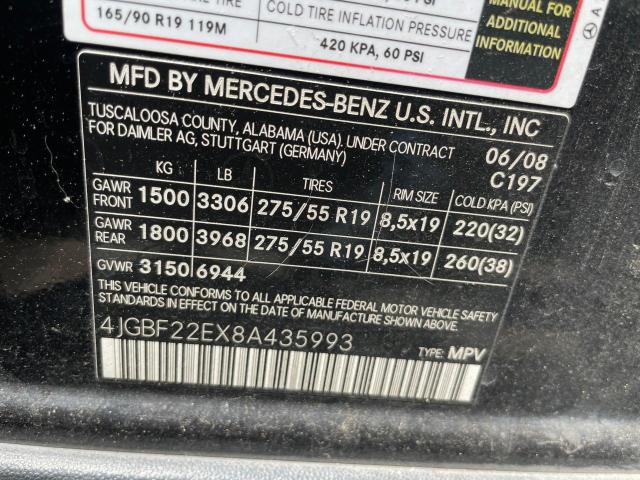 MANUAL FOR
165/90 R19 119M
COLD TIRE INFLATION PRESSURE
ADDITIONAL
420 KPA, 60 PSI
INFORMATION
MFD BY MERCEDES-BENZ U.S. INTL., INC
TUSCALOOSA COUNTY, ALABAMA (USA). UNDER CONTRACT 06/08
FOR DAIMLER AG, STUTTGART (GERMANY) C197
KG LB TIRES RIM SIZE COLD KPA (PSI)
GAWR FRONT 1500 3306 275/55 R19 8,5x19 220(32)
GAWR REAR 1800 3968 275/55 R19 8,5x19 260(38)
GVWR 3150 6944
THIS VEHICLE CONFORMS TO ALL APPLICABLE FEDERAL MOTOR VEHICLE SAFETY
STANDARDS IN EFFECT ON THE DATE OF MANUFACTURE SHOWN ABOVE.
4JGBF22EX8A435993
TYPE: MPV